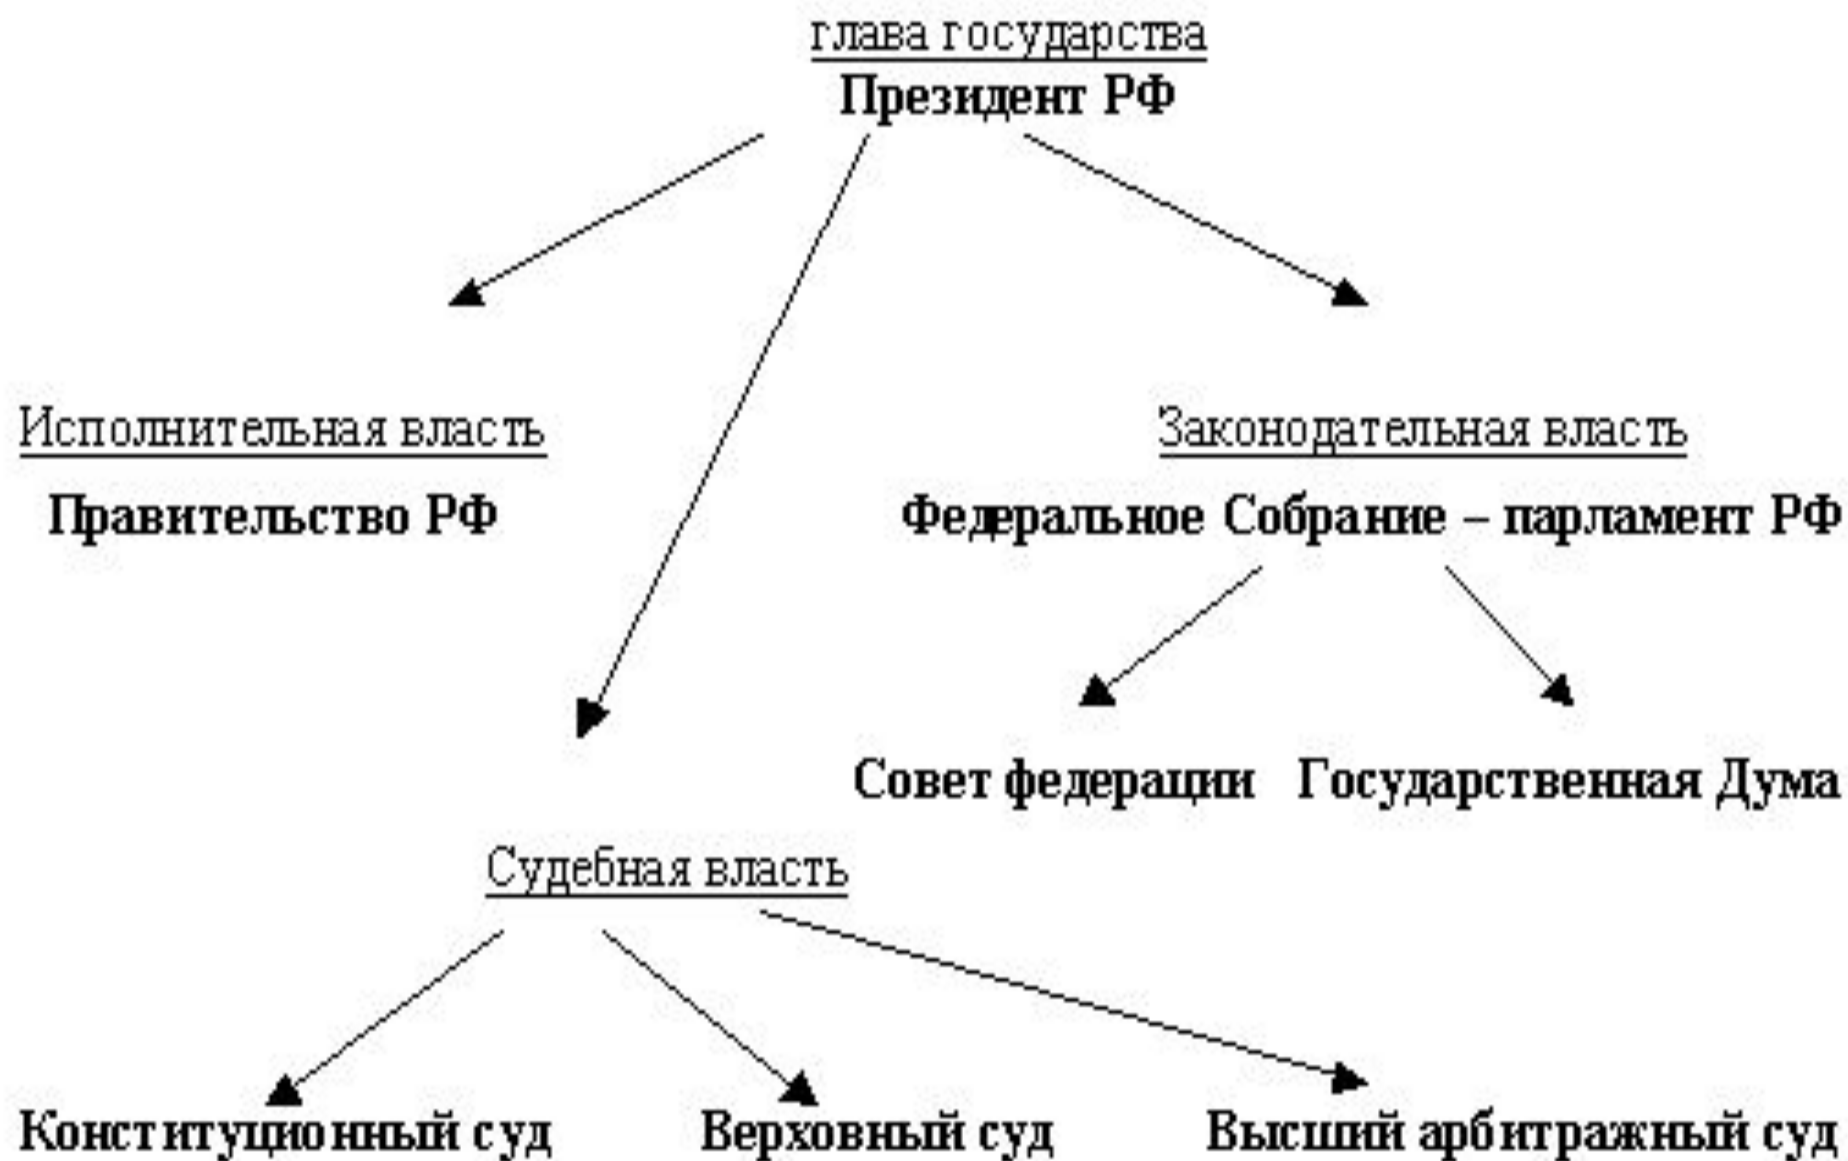 глава государства
Президент РФ
Исполнительная власть
Законодательная власть
Правительство РФ
Федеральное Собрание – парламент РФ
Совет федерации
Государственная Дума
Судебная власть
Конституционный суд
Верховный суд
Высший арбитражный суд